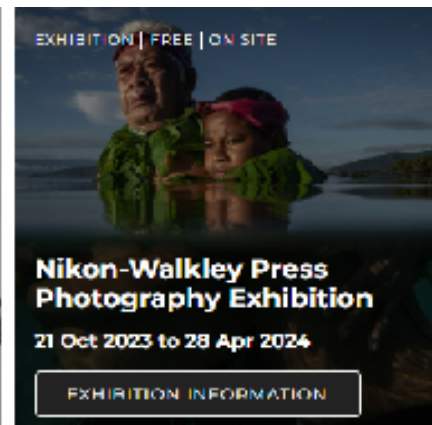 EXHIBITION | FREE | ON SITE
Nikon-Walkley Press
Photography Exhibition
21 Oct 2023 to 28 Apr 2024
EXHIBITION INFORMATION